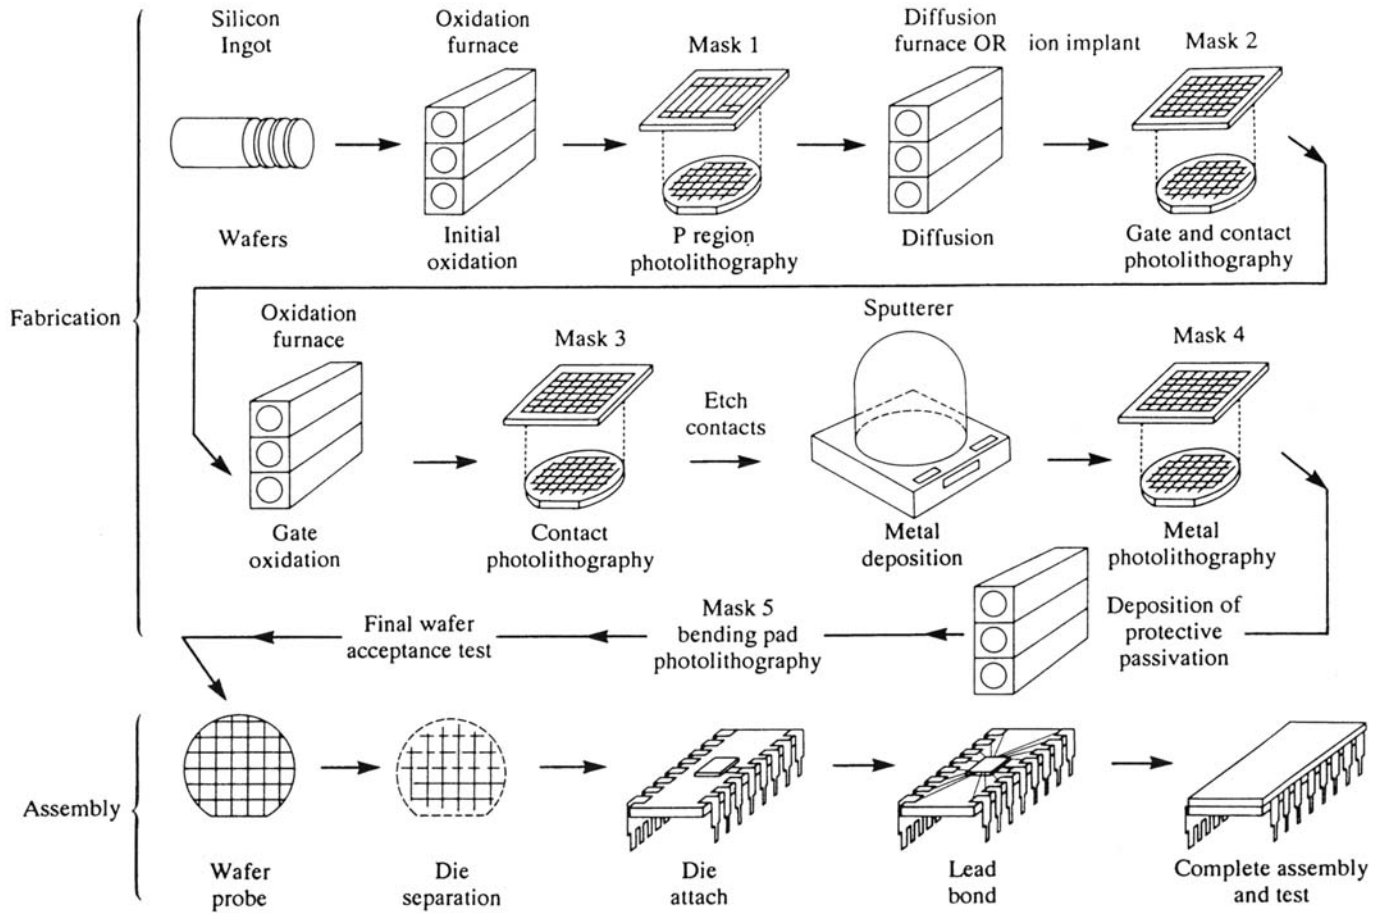 Silicon
Ingot
Oxidation
furnace
Mask 1
Diffusion
furnace OR
ion implant
Mask 2
Wafers
Initial
oxidation
P region
photolithography
Diffusion
Gate and contact
photolithography
Fabrication
Oxidation
furnace
Mask 3
Etch
contacts
Sputterer
Mask 4
Gate
oxidation
Contact
photolithography
Metal
deposition
Metal
photolithography
Deposition of
protective
passivation
Mask 5
bending pad
photolithography
Final wafer
acceptance test
Assembly
Wafer
probe
Die
separation
Die
attach
Lead
bond
Complete assembly
and test